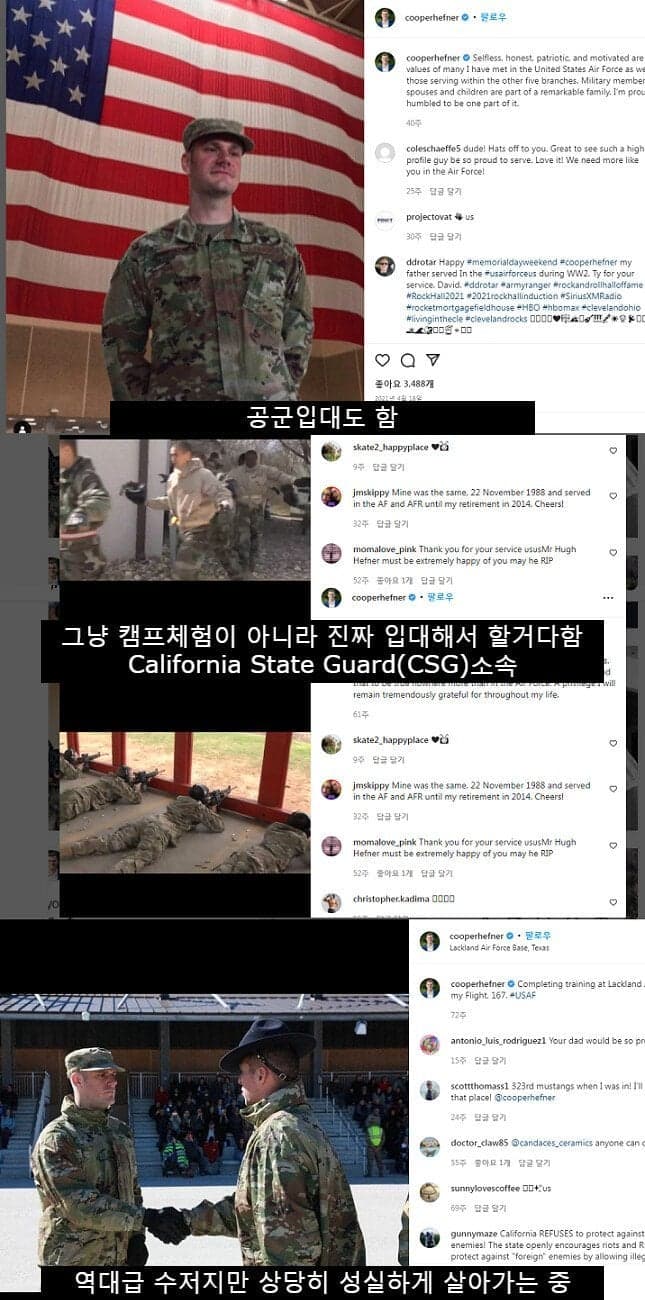 cooperhefner • 팔로우
cooperhefner Selfless, honest, patriotic, and motivated are
values of many I have met in the United States Air Force as we
those serving within the other five branches. Military member
spouses and children are part of a remarkable family. I'm prou
humbled to be one part of it.
40주
coleschaeffe5 dude! Hats off to you. Great to see such a high
profile guy be so proud to serve. Love it! We need more like
you in the Air Force!
25주 답글 달기
projectovat us
30주 답글 달기
ddrotar Happy #memorialdayweekend #cooperhefner my
father served In the #usairforceus during WW2. Ty for your
service. David. #ddrotar #armyranger #rockandrollhalloffame
#RockHall2021 #2021rockhallinduction #SiriusXMRadio
#rocketmortgagefieldhouse #HBO #hbomax #clevelandohio
#livinginthecle #clevelandrocks
좋아요 3,488개
2021년 4월 18일
공군입대도 함
skate2_happyplace
9주 답글 달기
jmskippy Mine was the same, 22 November 1988 and served
in the AF and AFR until my retirement in 2014. Cheers!
32주 답글 달기
momalove_pink Thank you for your service ususMr Hugh
Hefner must be extremely happy of you may he RIP
52주 좋아요 1개 답글 달기
cooperhefner • 팔로우
그냥 캠프체험이 아니라 진짜 입대해서 할거다함
California State Guard(CSG)소속
remain tremendously grateful for throughout my life.
61주
skate2_happyplace
9주 답글 달기
jmskippy Mine was the same, 22 November 1988 and served
in the AF and AFR until my retirement in 2014. Cheers!
32주 답글 달기
momalove_pink Thank you for your service ususMr Hugh
Hefner must be extremely happy of you may he RIP
52주 좋아요 1개 답글 달기
christopher.kadima
cooperhefner • 팔로우
Lackland Air Force Base, Texas
cooperhefner Completing training at Lackland
my Flight, 167. #USAF
72주
antonio_luis_rodriguez1 Your dad would be so pr
15주 답글 달기
scottthomass1 323rd mustangs when I was in! I'll
that place! @cooperhefner
24주 답글 달기
doctor_claw85 @candaces_ceramics anyone can
55주 좋아요 1개 답글 달기
sunnylovescoffee us
69주 답글 달기
gunnymaze California REFUSES to protect against
enemies! The state openly encourages riots and R
protect against "foreign" enemies by allowing illeg
역대급 수저지만 상당히 성실하게 살아가는 중